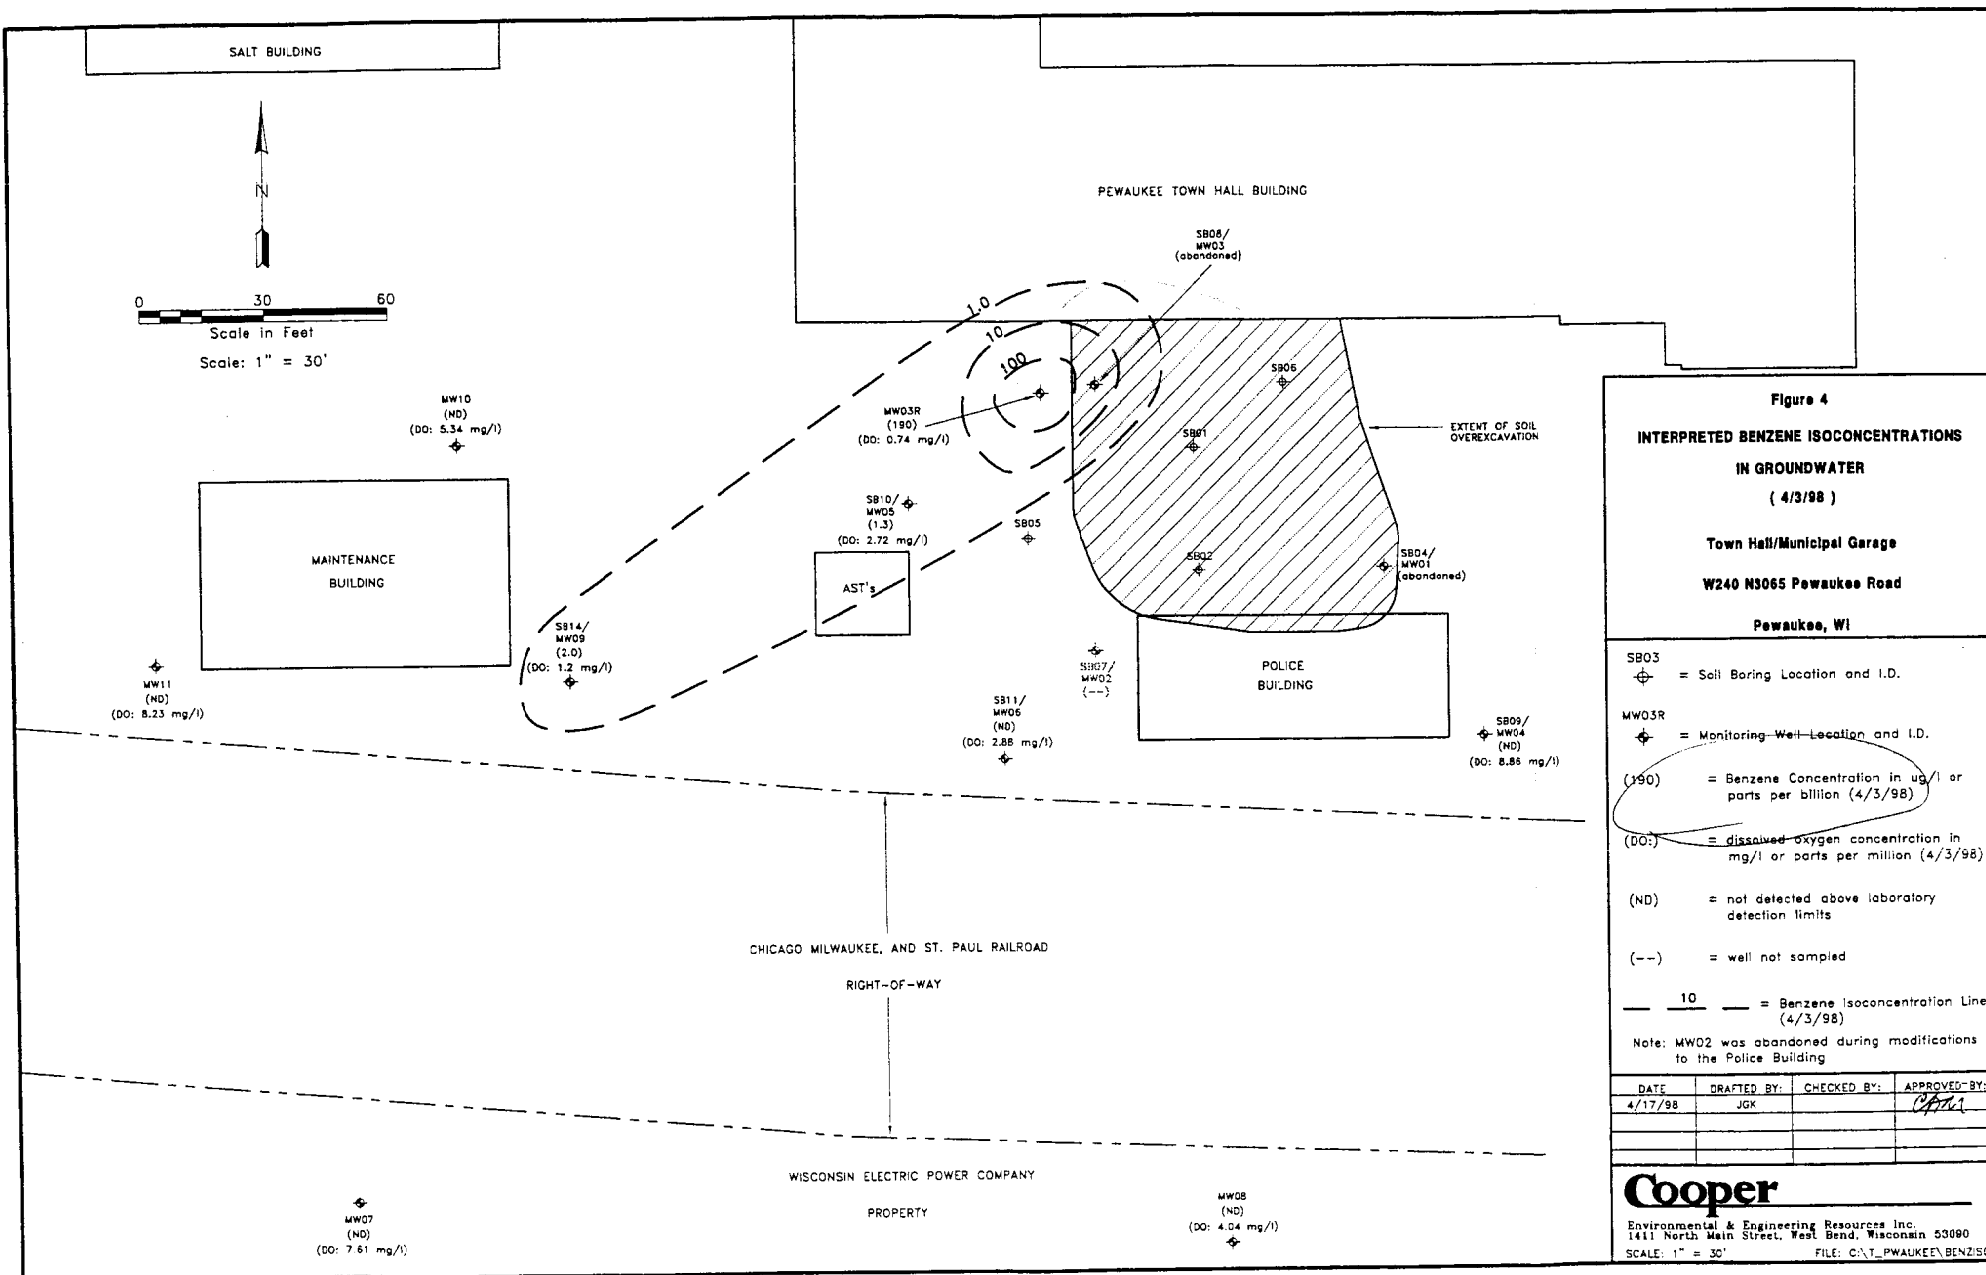 SALT BUILDING
N
0 30 60
Scale in Feet
Scale: 1" = 30'
PEWAUKEE TOWN HALL BUILDING
SB08/
MW03
(abandoned)
1.0
10
100
MW03R
(190)
(DO: 0.74 mg/l)
SB06
SB01
EXTENT OF SOIL
OVEREXCAVATION
MW10
(ND)
(DO: 5.34 mg/l)
SB10/
MW05
(1.3)
(DO: 2.72 mg/l)
SB05
SB02
SB04/
MW01
(abandoned)
MAINTENANCE
BUILDING
AST's
SB14/
MW09
(2.0)
(DO: 1.2 mg/l)
MW11
(ND)
(DO: 8.23 mg/l)
SB07/
MW02
(--)
POLICE
BUILDING
SB11/
MW06
(ND)
(DO: 2.88 mg/l)
SB09/
MW04
(ND)
(DO: 8.86 mg/l)
CHICAGO MILWAUKEE, AND ST. PAUL RAILROAD
RIGHT-OF-WAY
WISCONSIN ELECTRIC POWER COMPANY
PROPERTY
MW07
(ND)
(DO: 7.61 mg/l)
MW08
(ND)
(DO: 4.04 mg/l)
Figure 4
INTERPRETED BENZENE ISOCONCENTRATIONS
IN GROUNDWATER
( 4/3/98 )
Town Hall/Municipal Garage
W240 N3065 Pewaukee Road
Pewaukee, WI
SB03
= Soil Boring Location and I.D.
MW03R
= Monitoring Well Location and I.D.
(190) = Benzene Concentration in ug/l or
parts per billion (4/3/98)
(DO:) = dissolved oxygen concentrction in
mg/l or parts per million (4/3/98)
(ND) = not detected above laboratory
detection limits
(--) = well not sampled
10 = Benzene Isoconcentration Line
(4/3/98)
Note: MW02 was abandoned during modifications
to the Police Building
DATE DRAFTED BY: CHECKED BY: APPROVED BY:
4/17/98 JGK
Cooper
Environmental & Engineering Resources Inc.
1411 North Main Street, West Bend, Wisconsin 53090
SCALE: 1" = 30' FILE: C:\T_PWAUKEE\BENZISO